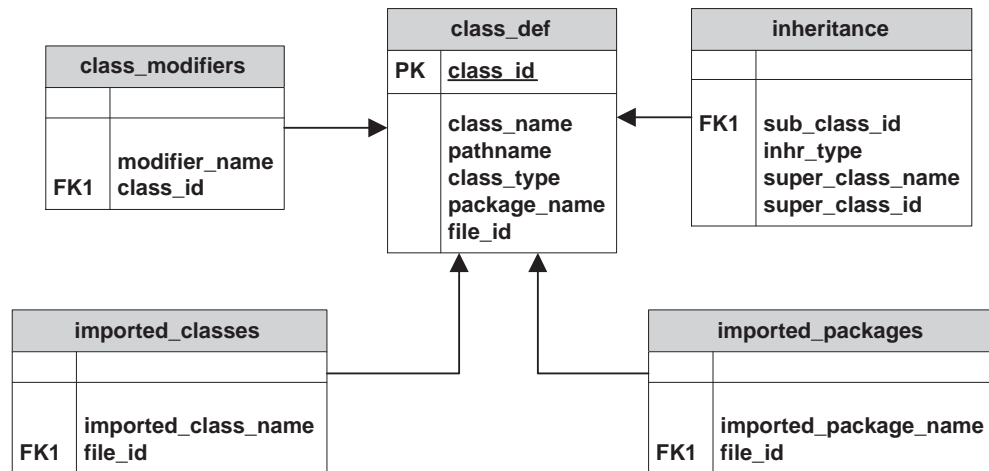 class_modifiers
modifier_name
FK1 class_id
class_def
PK class_id
class_name
pathname
class_type
package_name
file_id
inheritance
FK1 sub_class_id
inhr_type
super_class_name
super_class_id
imported_classes
imported_class_name
FK1 file_id
imported_packages
imported_package_name
FK1 file_id